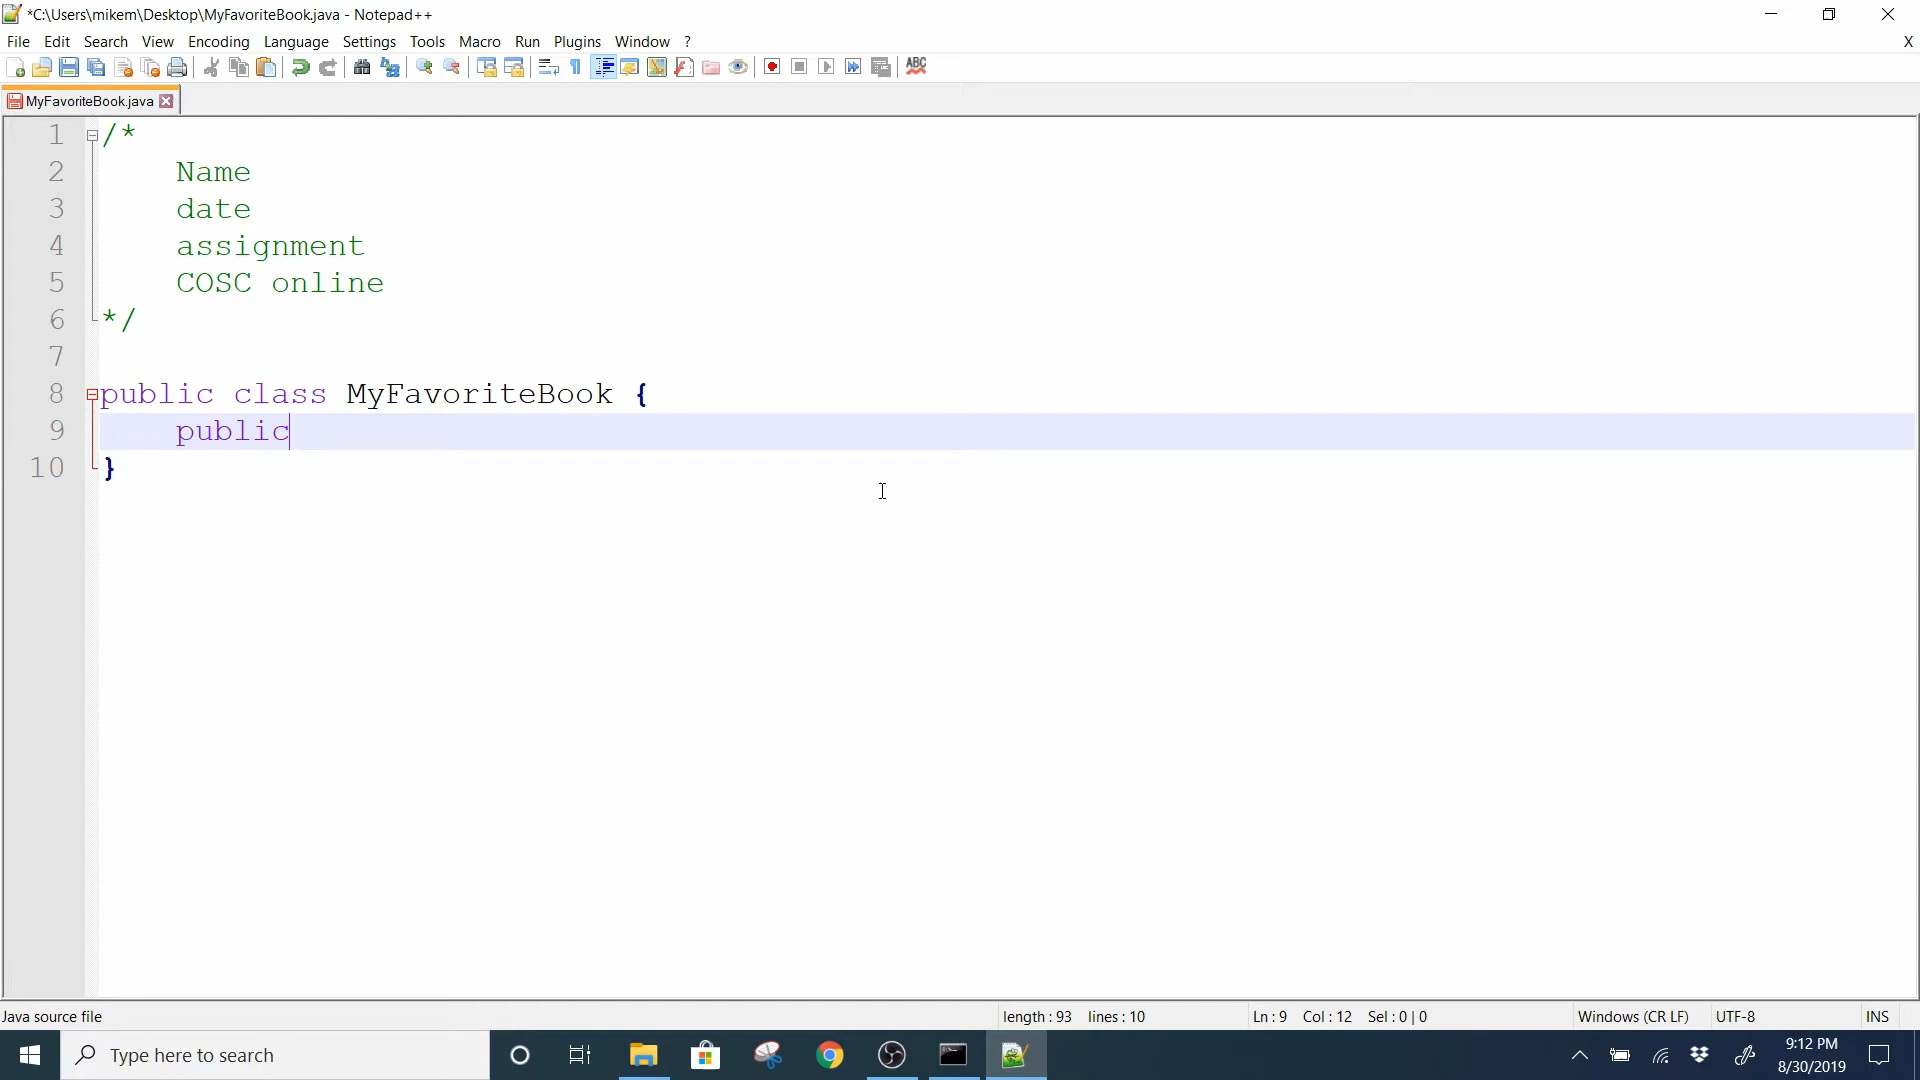 *C:\Users\mikem\Desktop\MyFavoriteBook.java - Notepad++
File Edit Search View Encoding Language Settings Tools Macro Run Plugins Window ? X
ABC
MyFavoriteBook.java
1 /*
2 Name
3 date
4 assignment
5 COSC online
6 */
7
8 public class MyFavoriteBook {
9 public
10 }
Java source file length : 93 lines : 10 Ln : 9 Col : 12 Sel : 0 | 0 Windows (CR LF) UTF-8 INS
Type here to search
9:12 PM
8/30/2019